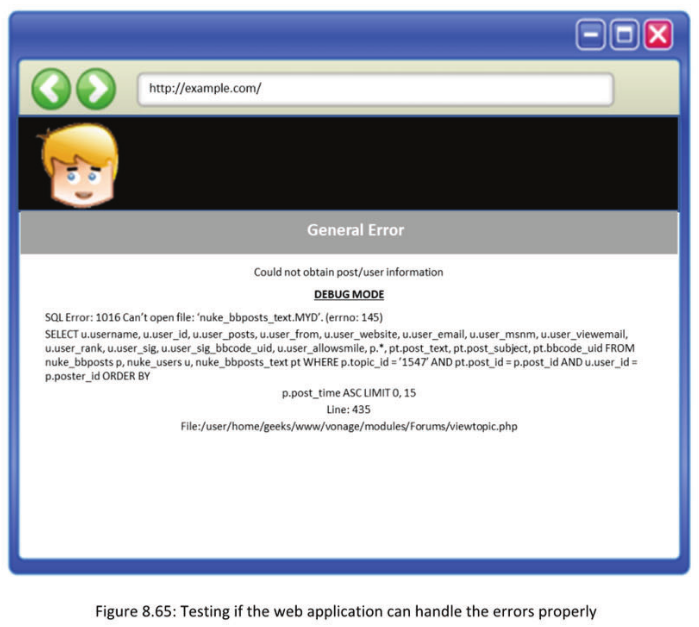 http://example.com/
General Error
Could not obtain post/user information
DEBUG MODE
SQL Error: 1016 Can't open file: 'nuke_bbposts_text.MYD'. (errno: 145)
SELECT u.username, u.user_id, u.user_posts, u.user_from, u.user_website, u.user_email, u.user_msnm, u.user_viewemail,
u.user_rank, u.user_sig, u.user_sig_bbcode_uid, u.user_allowsmile, p.*, pt.post_text, pt.post_subject, pt.bbcode_uid FROM
nuke_bbposts p, nuke_users u, nuke_bbposts_text pt WHERE p.topic_id = '1547' AND pt.post_id = p.post_id AND u.user_id =
p.poster_id ORDER BY
p.post_time ASC LIMIT 0, 15
Line: 435
File:/user/home/geeks/www/vonage/modules/Forums/viewtopic.php
Figure 8.65: Testing if the web application can handle the errors properly